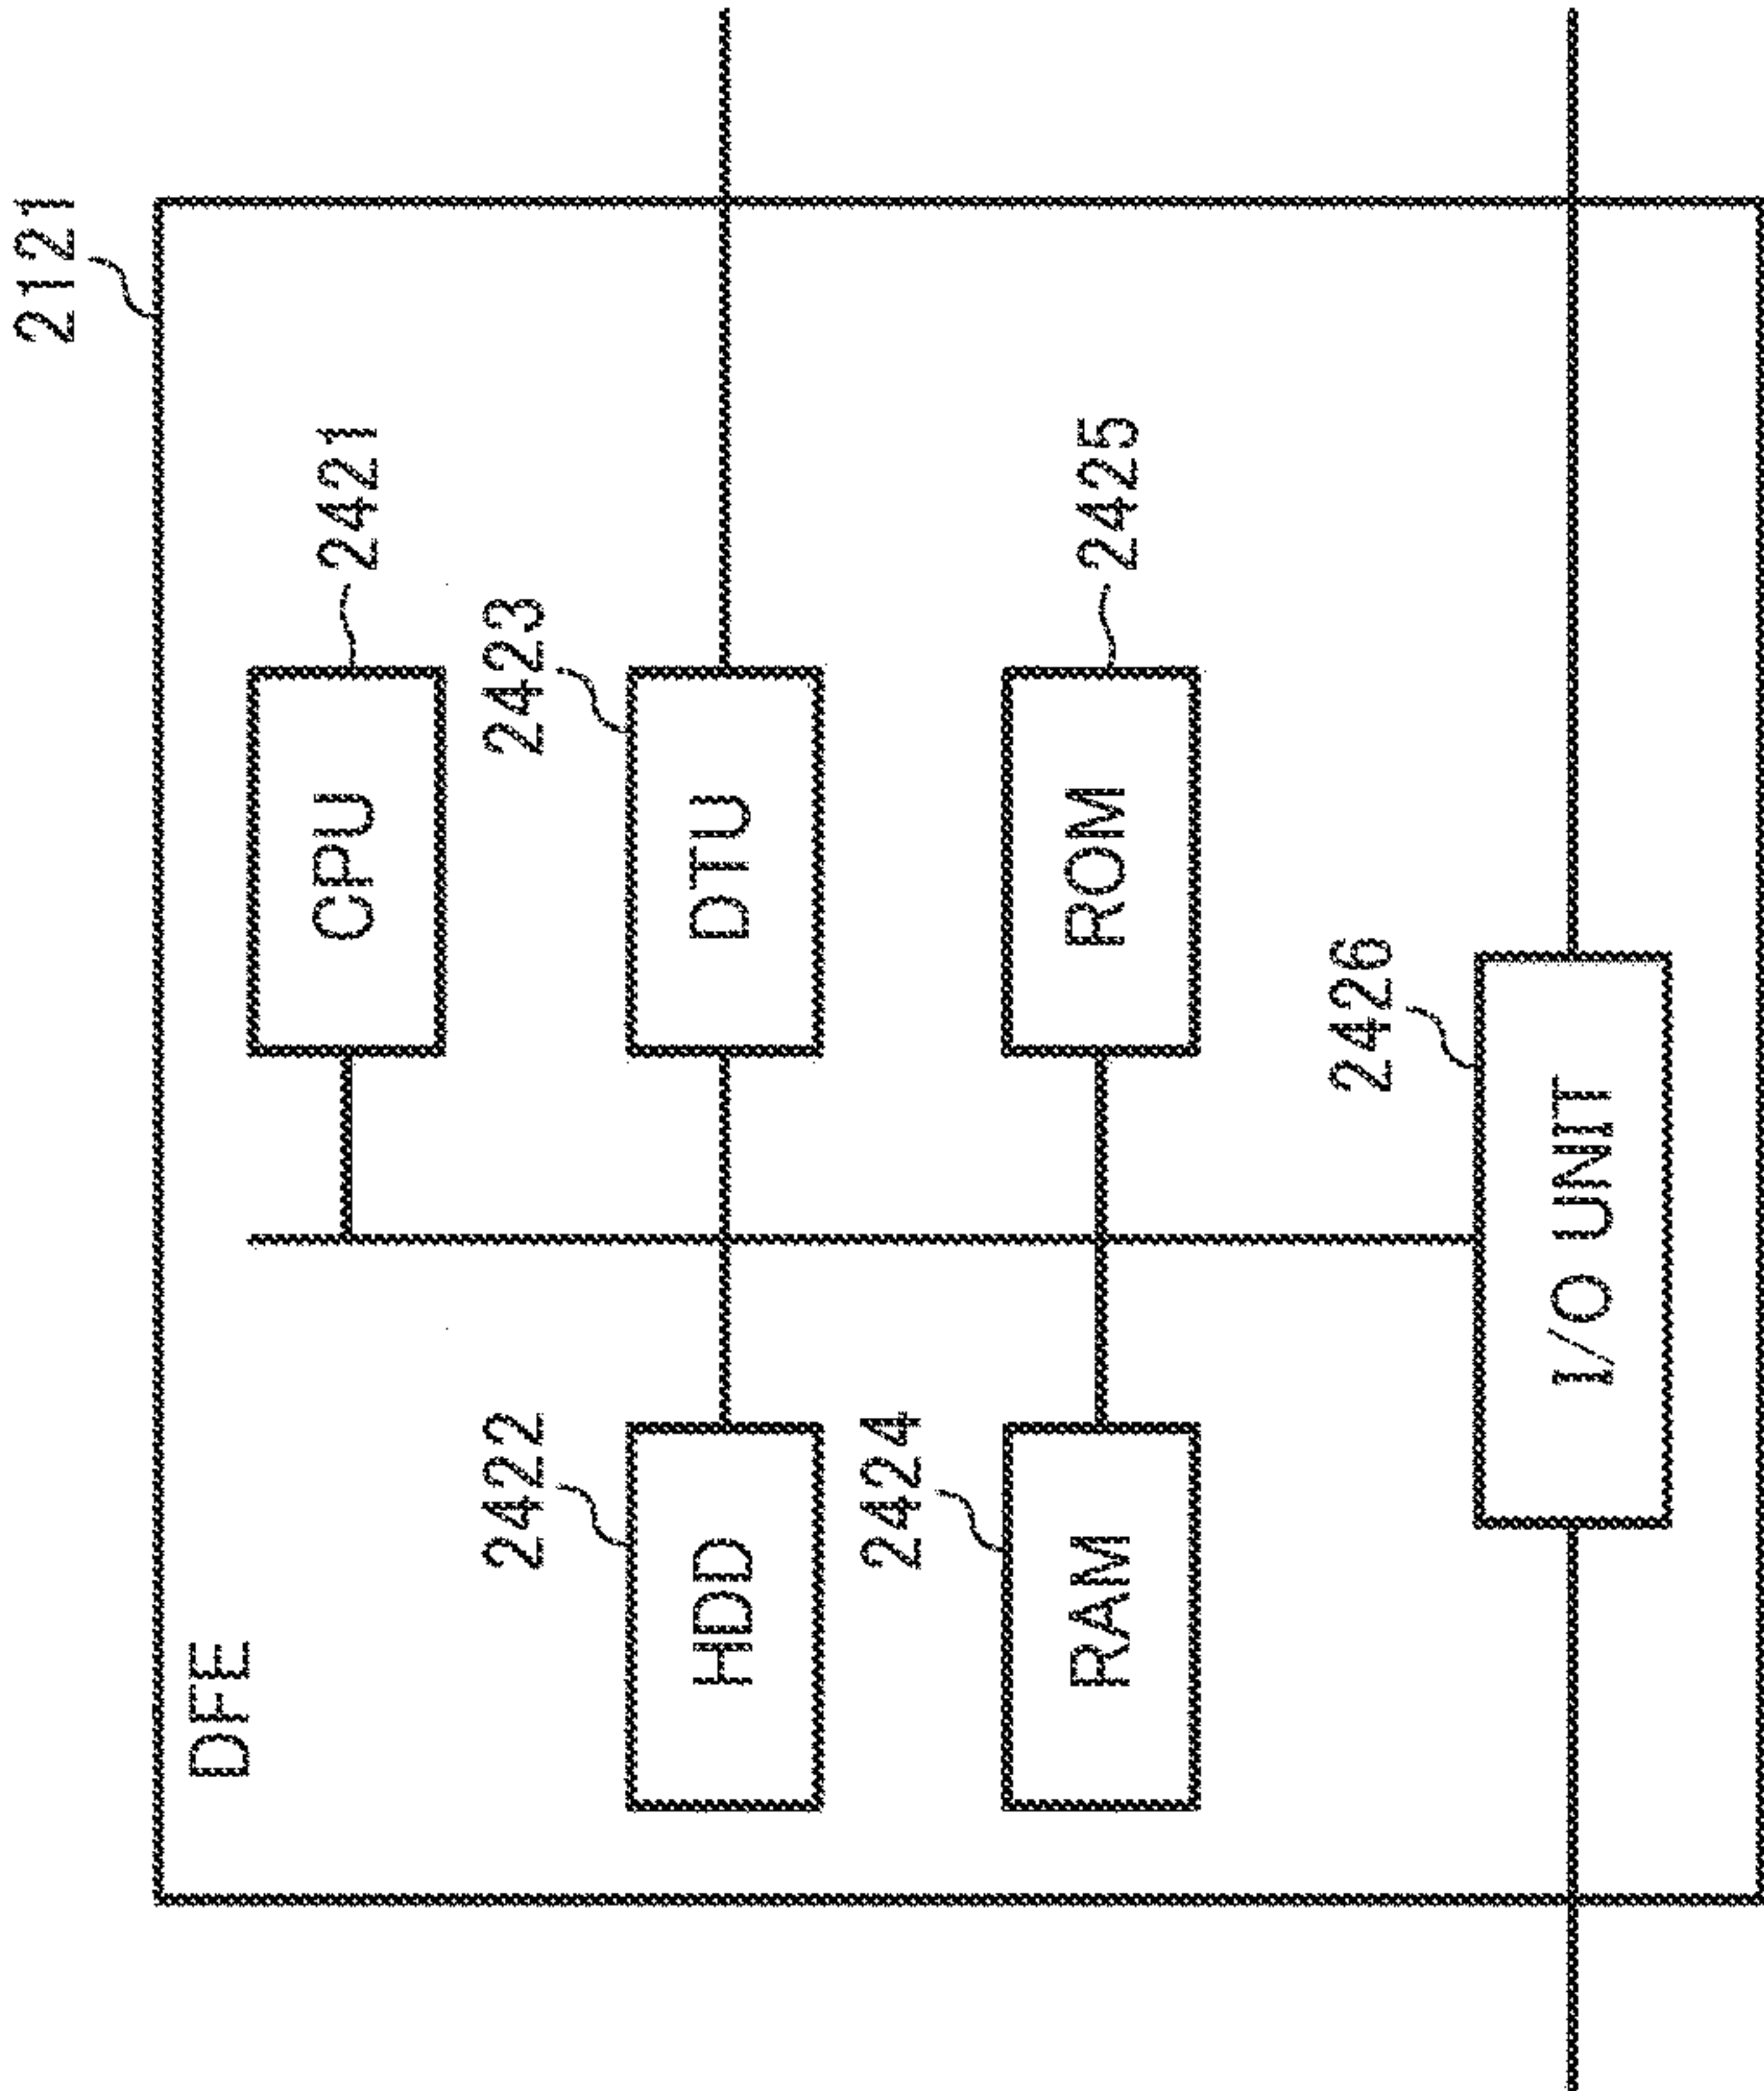 2121
DFE
CPU 2421
2422 2423
HDD DTU
2424
RAM ROM 2425
2426
I/O UNIT